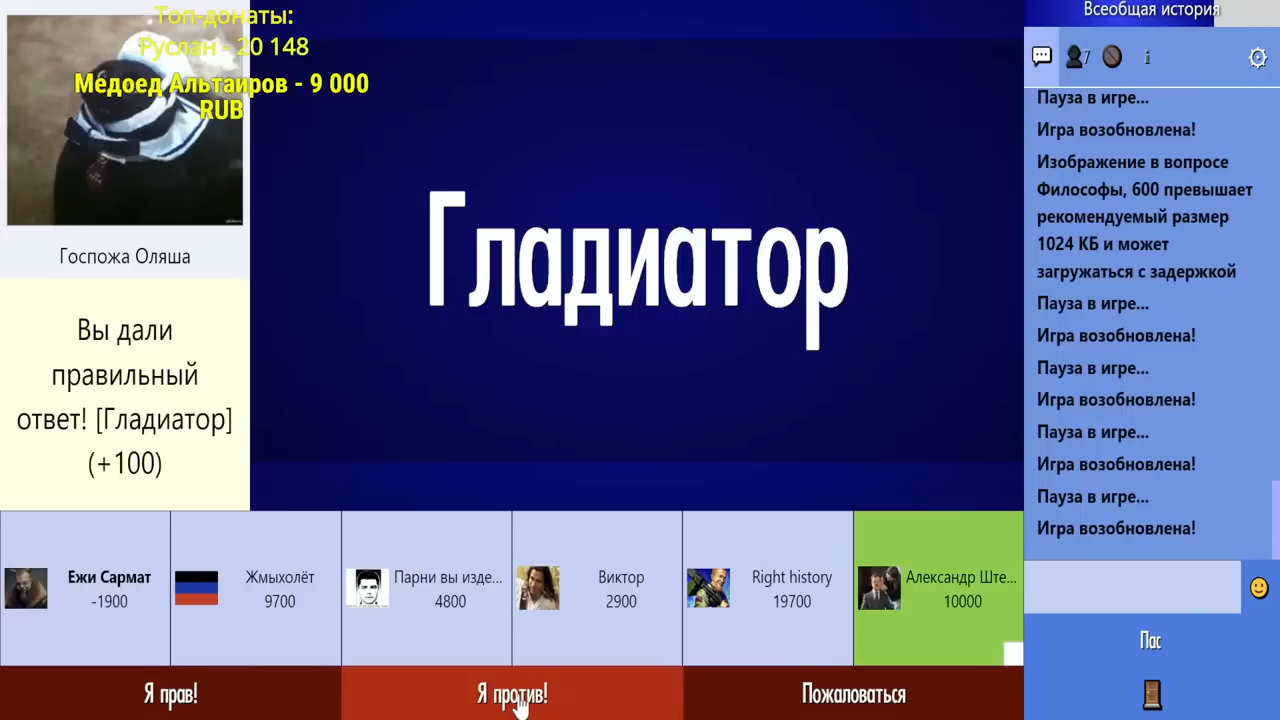 Топ-донаты:
Руслан - 20 148
Медоед Альтаиров - 9 000
RUB
Госпожа Оляша
Вы дали
правильный
ответ! [Гладиатор]
(+100)
Гладиатор
Всеобщая история
7
i
Пауза в игре...
Игра возобновлена!
Изображение в вопросе
Философы, 600 превышает
рекомендуемый размер
1024 КБ и может
загружаться с задержкой
Пауза в игре...
Игра возобновлена!
Пауза в игре...
Игра возобновлена!
Пауза в игре...
Игра возобновлена!
Пауза в игре...
Игра возобновлена!
Ежи Сармат
-1900
Жмыхолёт
9700
Парни вы изде...
4800
Виктор
2900
Right history
19700
Александр Ште...
10000
Я прав!
Я против!
Пожаловаться
Пас